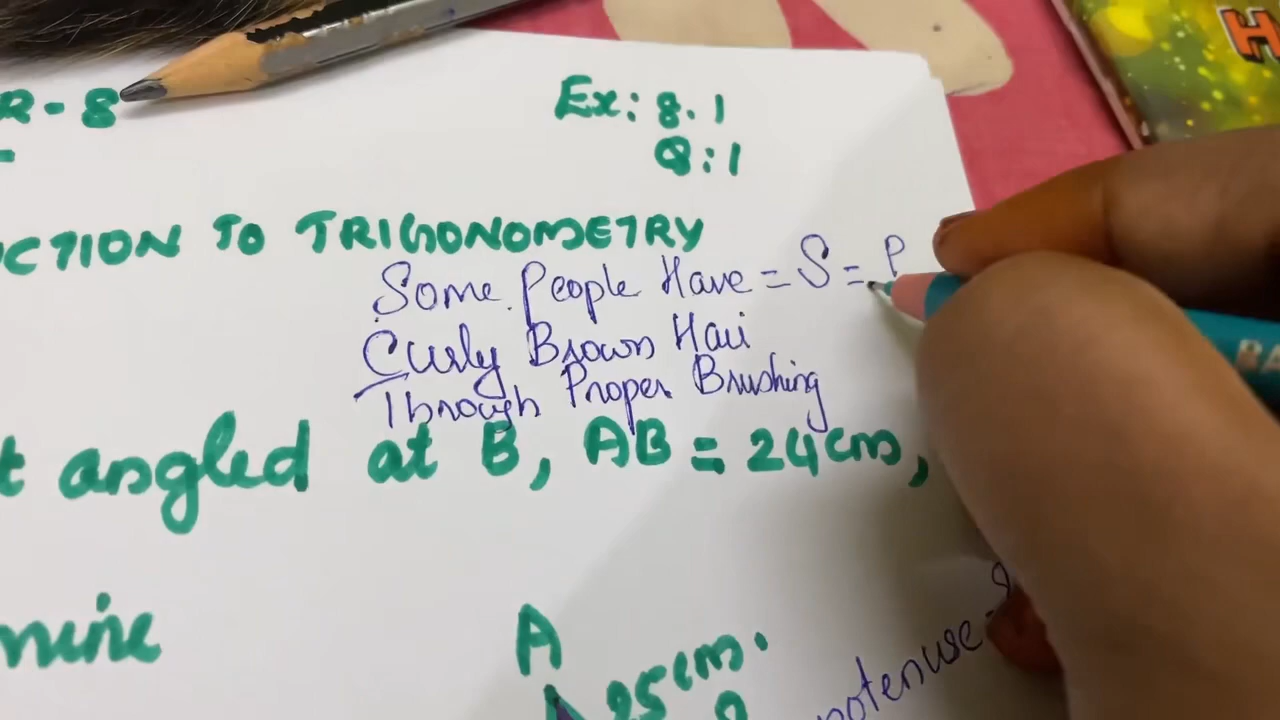 R-8
Ex: 8.1
Q:1
UCTION TO TRIGONOMETRY
Some People Have = S = P
Curly Brown Hair
Through Proper Brushing
t angled at B, AB = 24cm,
mine
A
25cm.
potenuse
H